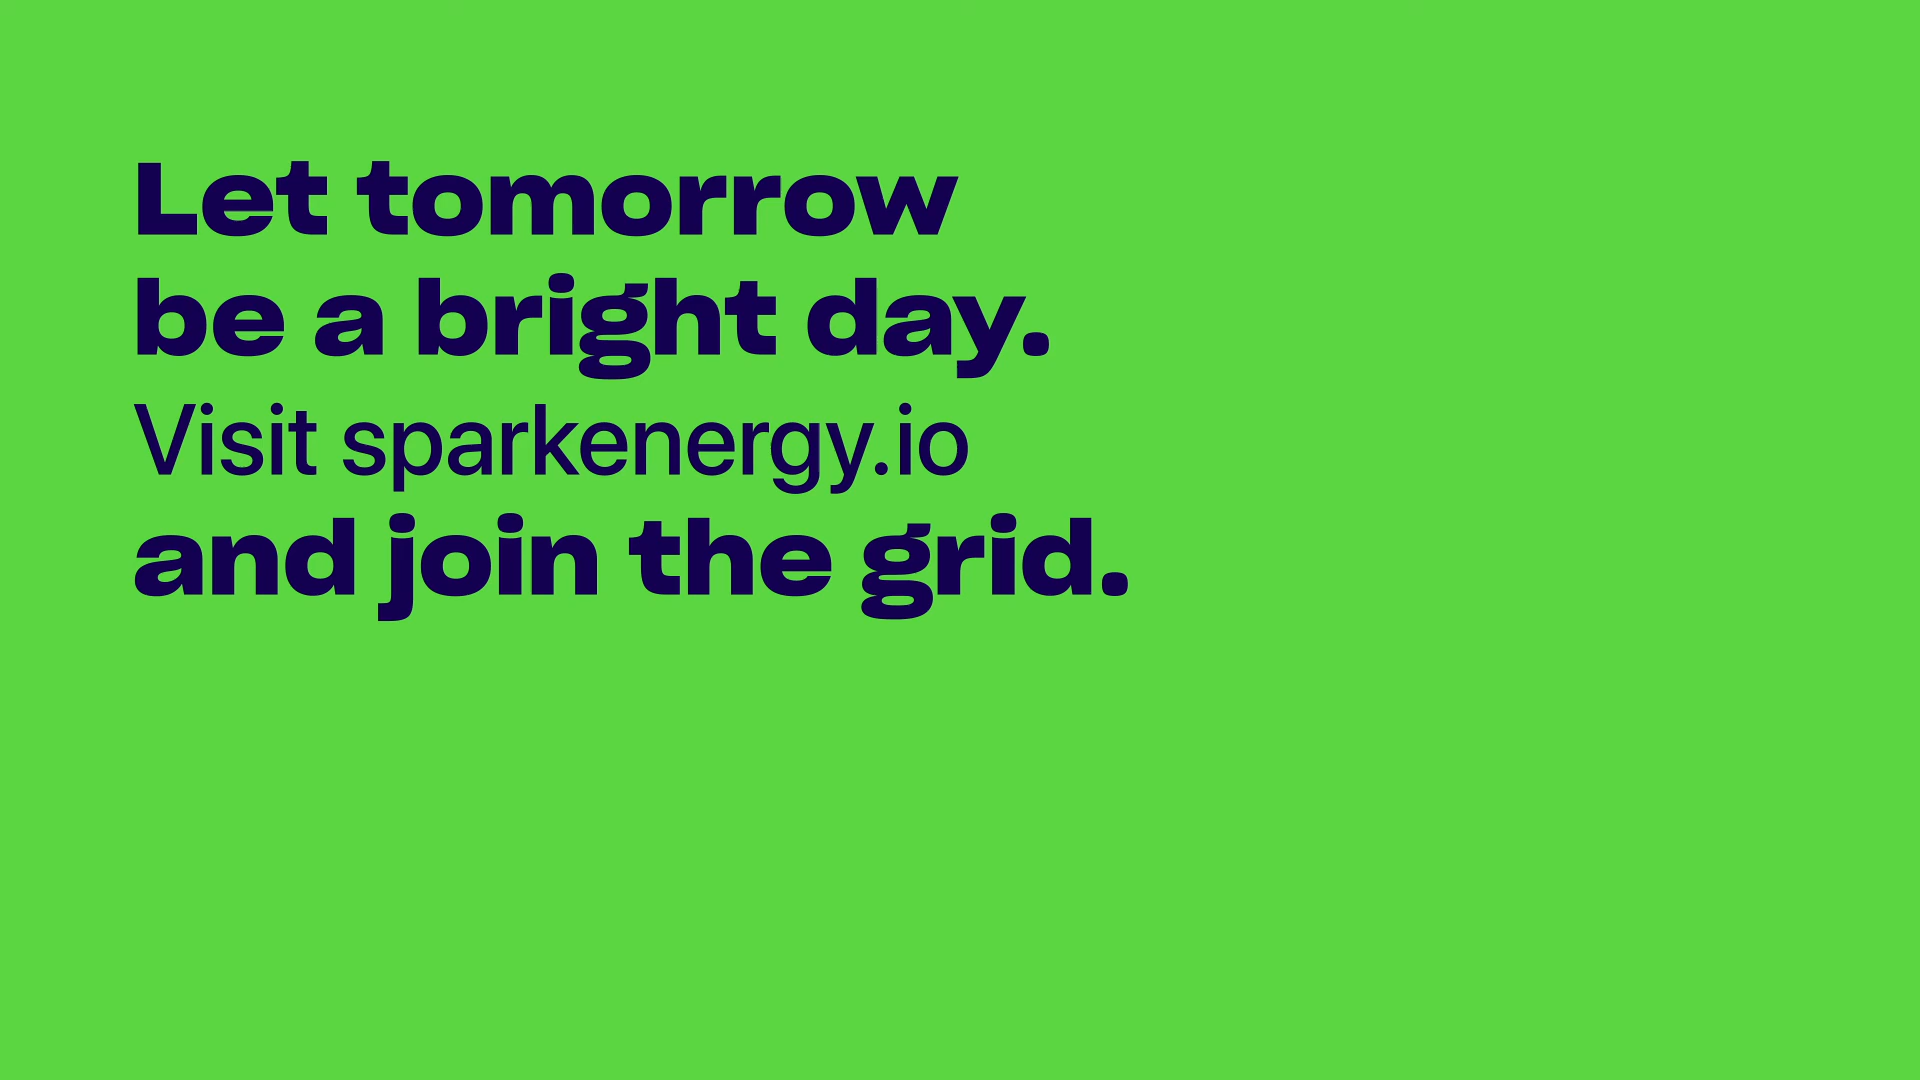 Let tomorrow
be a bright day.
Visit sparkenergy.io
and join the grid.